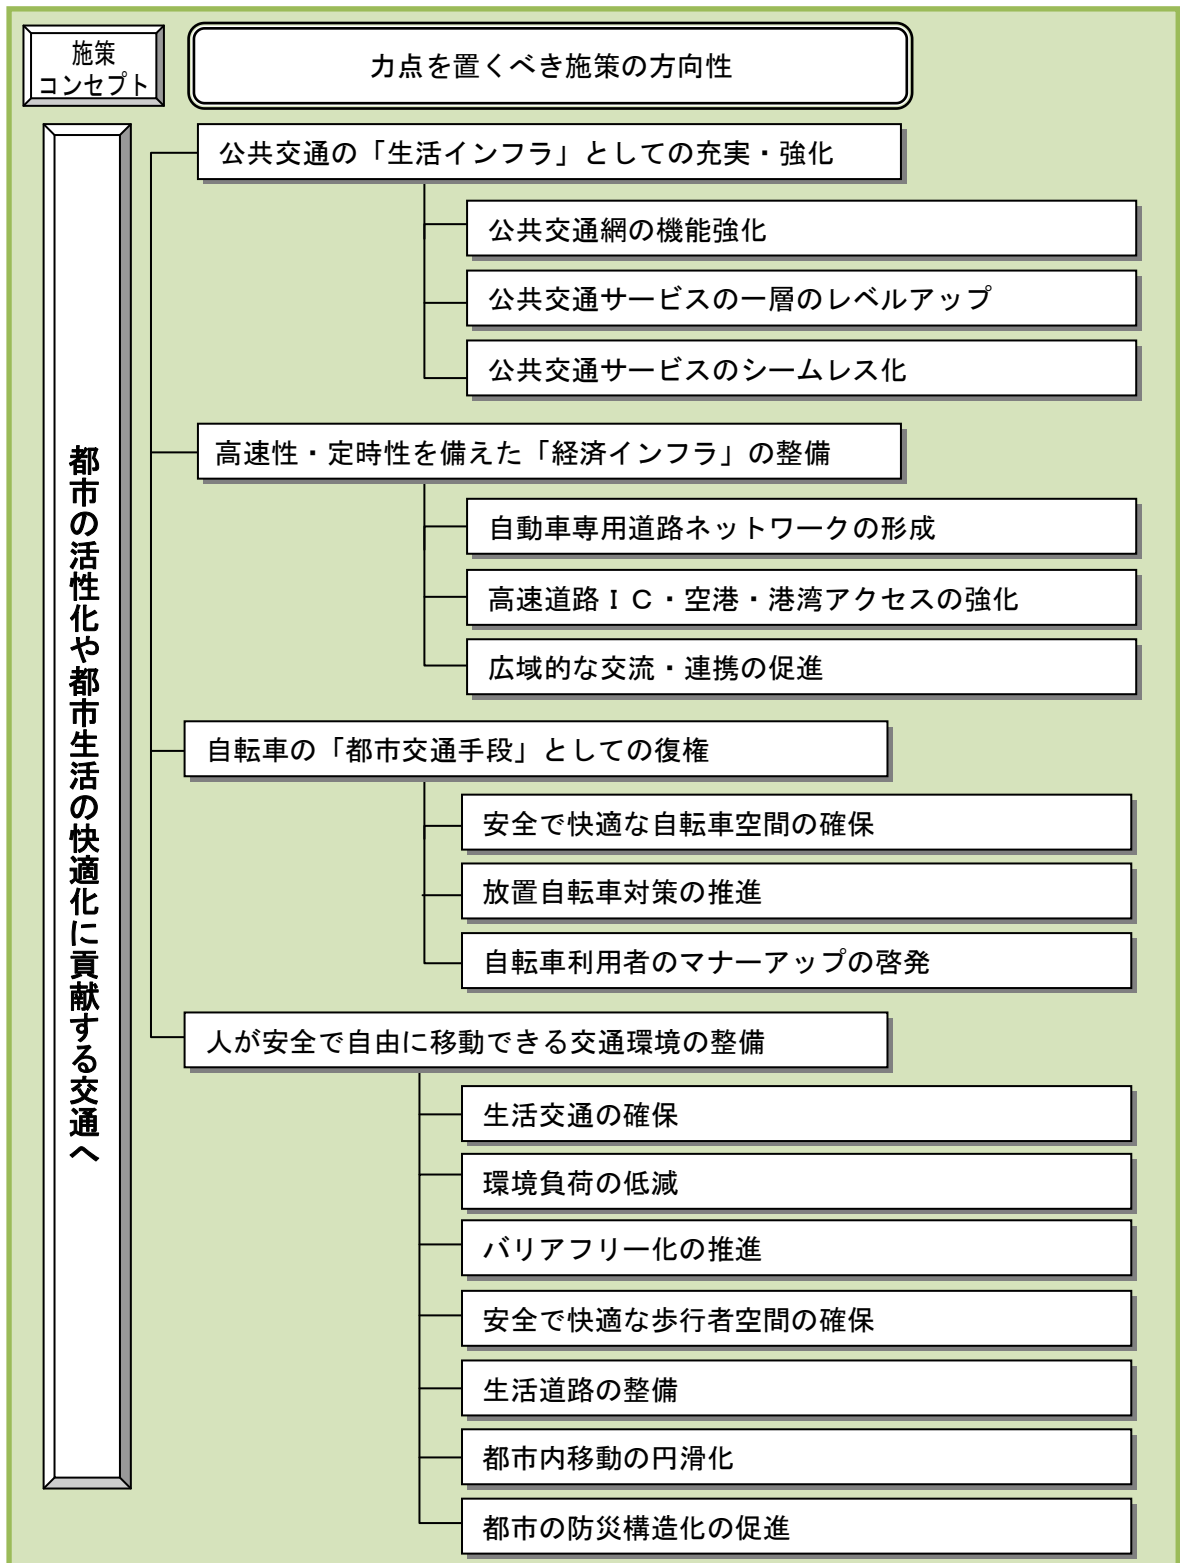 施策
コンセプト
力点を置くべき施策の方向性
都市の活性化や都市生活の快適化に貢献する交通へ
公共交通の「生活インフラ」としての充実・強化
公共交通網の機能強化
公共交通サービスの一層のレベルアップ
公共交通サービスのシームレス化
高速性・定時性を備えた「経済インフラ」の整備
自動車専用道路ネットワークの形成
高速道路ＩＣ・空港・港湾アクセスの強化
広域的な交流・連携の促進
自転車の「都市交通手段」としての復権
安全で快適な自転車空間の確保
放置自転車対策の推進
自転車利用者のマナーアップの啓発
人が安全で自由に移動できる交通環境の整備
生活交通の確保
環境負荷の低減
バリアフリー化の推進
安全で快適な歩行者空間の確保
生活道路の整備
都市内移動の円滑化
都市の防災構造化の促進